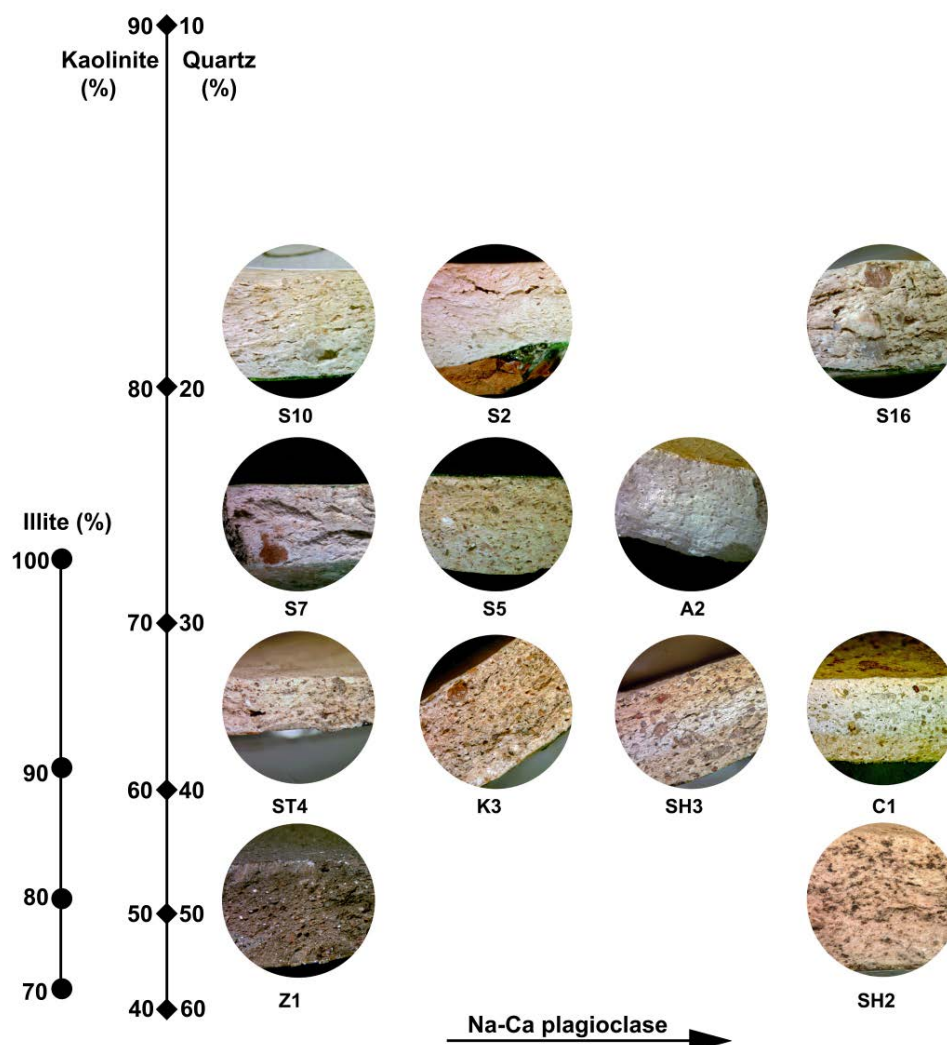 90 10
Kaolinite Quartz
(%) (%)
80 20
S10 S2 S16
Illite (%)
100
S7 S5 A2
70 30
90
60 40
ST4 K3 SH3 C1
80
50 50
70
Z1 SH2
40 60
Na-Ca plagioclase